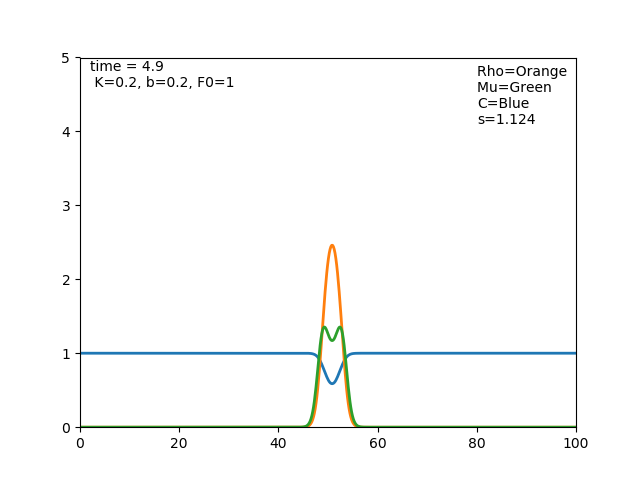 time = 4.9
K=0.2, b=0.2, F0=1
Rho=Orange
Mu=Green
C=Blue
s=1.124
5
4
3
2
1
0
0 20 40 60 80 100